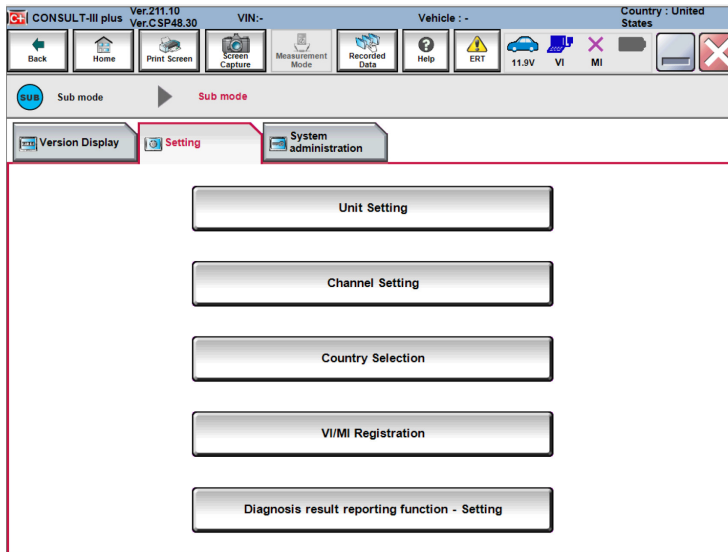 C+ CONSULT-III plus Ver.211.10 VIN:- Vehicle : - Country : United
Ver.CSP48.30 States
Back Home Print Screen Screen Capture Measurement Mode Recorded Data Help ERT 11.9V VI MI
SUB Sub mode Sub mode
Version Display Setting System
administration
Unit Setting
Channel Setting
Country Selection
VI/MI Registration
Diagnosis result reporting function - Setting